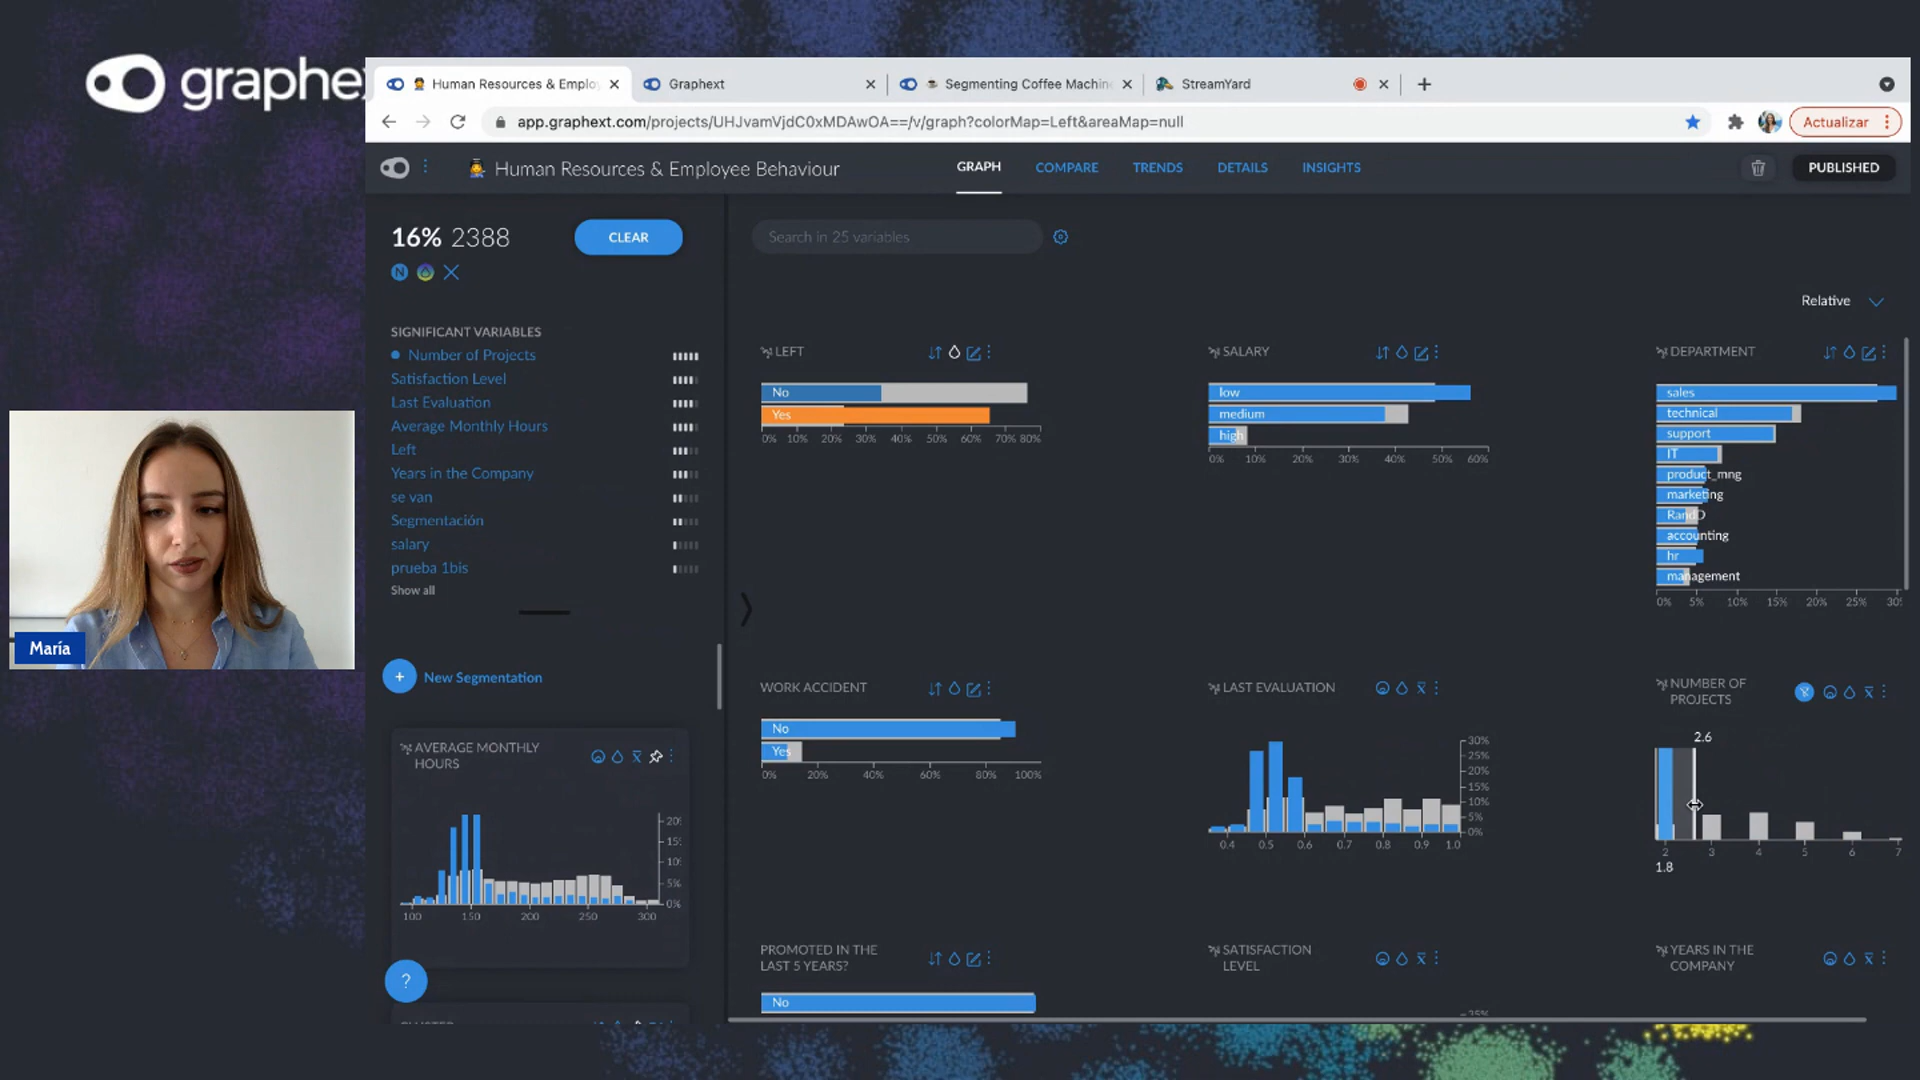 graphex
Human Resources & Emplo
Graphext
Segmenting Coffee Machin
StreamYard
app.graphext.com/projects/UHJvamVjdC0xMDAwOA==/v/graph?colorMap=Left&areaMap=null
Actualizar
Human Resources & Employee Behaviour
GRAPH
COMPARE
TRENDS
DETAILS
INSIGHTS
PUBLISHED
16% 2388
CLEAR
N
SIGNIFICANT VARIABLES
Number of Projects
Satisfaction Level
Last Evaluation
Average Monthly Hours
Left
Years in the Company
se van
Segmentación
salary
prueba 1bis
Show all
New Segmentation
AVERAGE MONTHLY
HOURS
20%
15%
10%
5%
0%
100 150 200 250 300
?
Search in 25 variables
Relative
LEFT
No
Yes
0% 10% 20% 30% 40% 50% 60% 70% 80%
SALARY
low
medium
high
0% 10% 20% 30% 40% 50% 60%
DEPARTMENT
sales
technical
support
IT
product_mng
marketing
RandD
accounting
hr
management
0% 5% 10% 15% 20% 25% 30
WORK ACCIDENT
No
Yes
0% 20% 40% 60% 80% 100%
LAST EVALUATION
30%
25%
20%
15%
10%
5%
0%
0.4 0.5 0.6 0.7 0.8 0.9 1.0
NUMBER OF
PROJECTS
2.6
2 3 4 5 6 7
1.8
PROMOTED IN THE
LAST 5 YEARS?
No
SATISFACTION
LEVEL
35%
YEARS IN THE
COMPANY
María